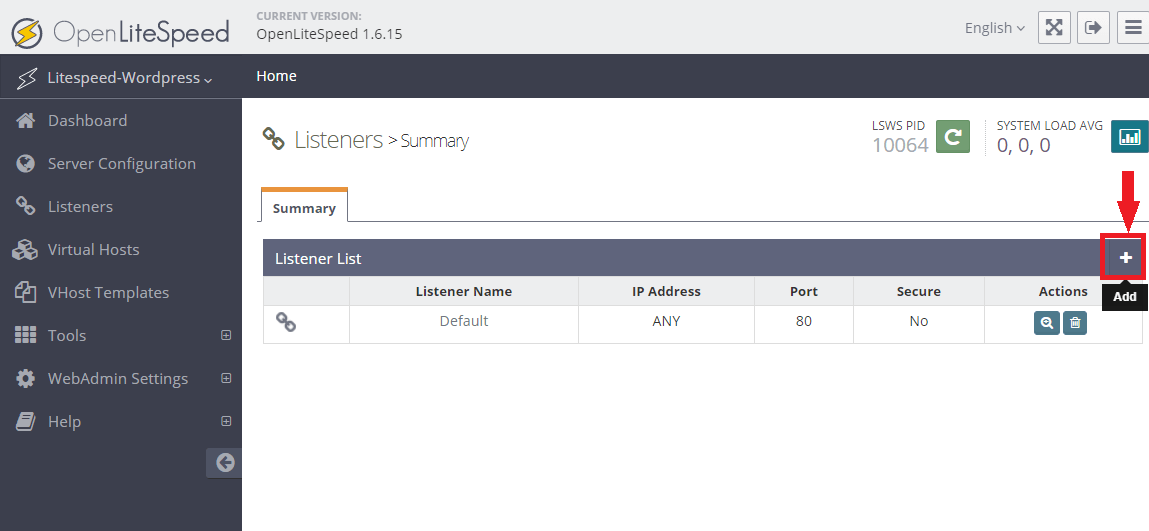 OpenLiteSpeed
CURRENT VERSION:
OpenLiteSpeed 1.6.15
English
Litespeed-Wordpress
Home
Dashboard
Server Configuration
Listeners
Virtual Hosts
VHost Templates
Tools
WebAdmin Settings
Help
Listeners > Summary
LSWS PID
10064
SYSTEM LOAD AVG
0, 0, 0
Summary
Listener List
Add
Listener Name IP Address Port Secure Actions
Default ANY 80 No